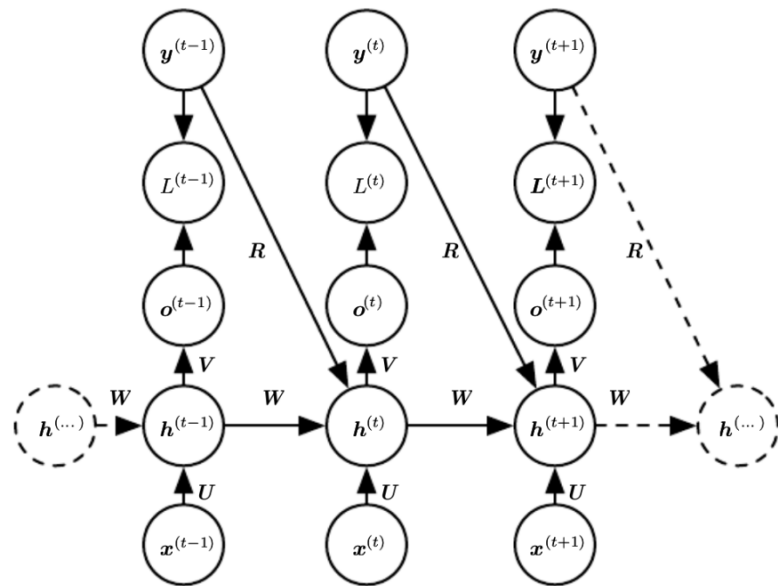 y^(t−1) y^(t) y^(t+1)
L^(t−1) L^(t) L^(t+1)
R R R
o^(t−1) o^(t) o^(t+1)
V V V
W W W W
h^(...) h^(t−1) h^(t) h^(t+1) h^(...)
U U U
x^(t−1) x^(t) x^(t+1)